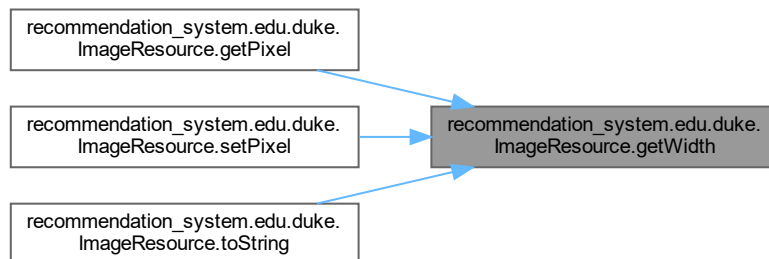 recommendation_system.edu.duke.
ImageResource.getPixel
recommendation_system.edu.duke.
ImageResource.setPixel
recommendation_system.edu.duke.
ImageResource.getWidth
recommendation_system.edu.duke.
ImageResource.toString